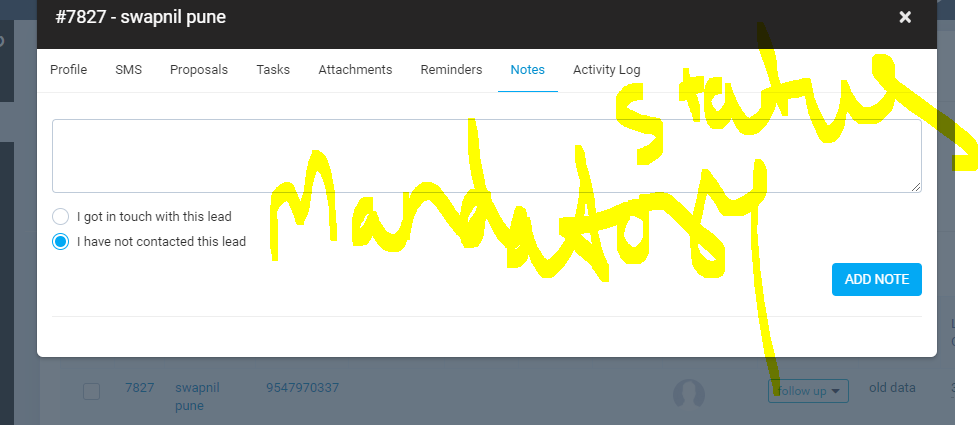 #7827 - swapnil pune ×
Profile SMS Proposals Tasks Attachments Reminders Notes Activity Log
status
Mandatory
I got in touch with this lead
I have not contacted this lead
ADD NOTE
7827 swapnil pune 9547970337 follow up old data